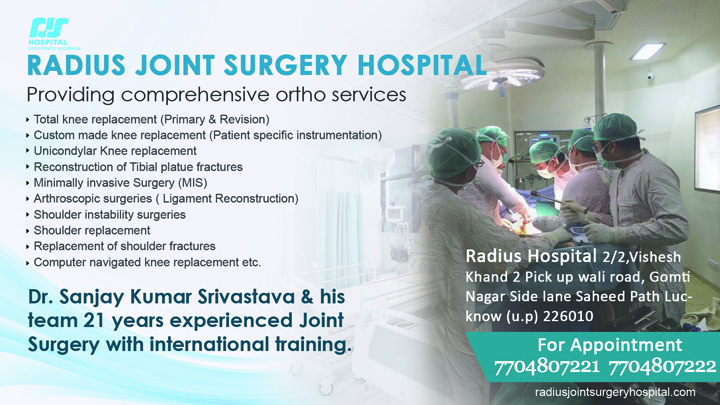 RJS
HOSPITAL
RADIUS JOINT SURGERY HOSPITAL
Providing comprehensive ortho services
Total knee replacement (Primary & Revision)
Custom made knee replacement (Patient specific instrumentation)
Unicondylar Knee replacement
Reconstruction of Tibial platue fractures
Minimally invasive Surgery (MIS)
Arthroscopic surgeries ( Ligament Reconstruction)
Shoulder instability surgeries
Shoulder replacement
Replacement of shoulder fractures
Computer navigated knee replacement etc.
Dr. Sanjay Kumar Srivastava & his
team 21 years experienced Joint
Surgery with international training.
Radius Hospital 2/2,Vishesh
Khand 2 Pick up wali road, Gomti
Nagar Side lane Saheed Path Luc-
know (u.p) 226010
For Appointment
7704807221 7704807222
radiusjointsurgeryhospital.com